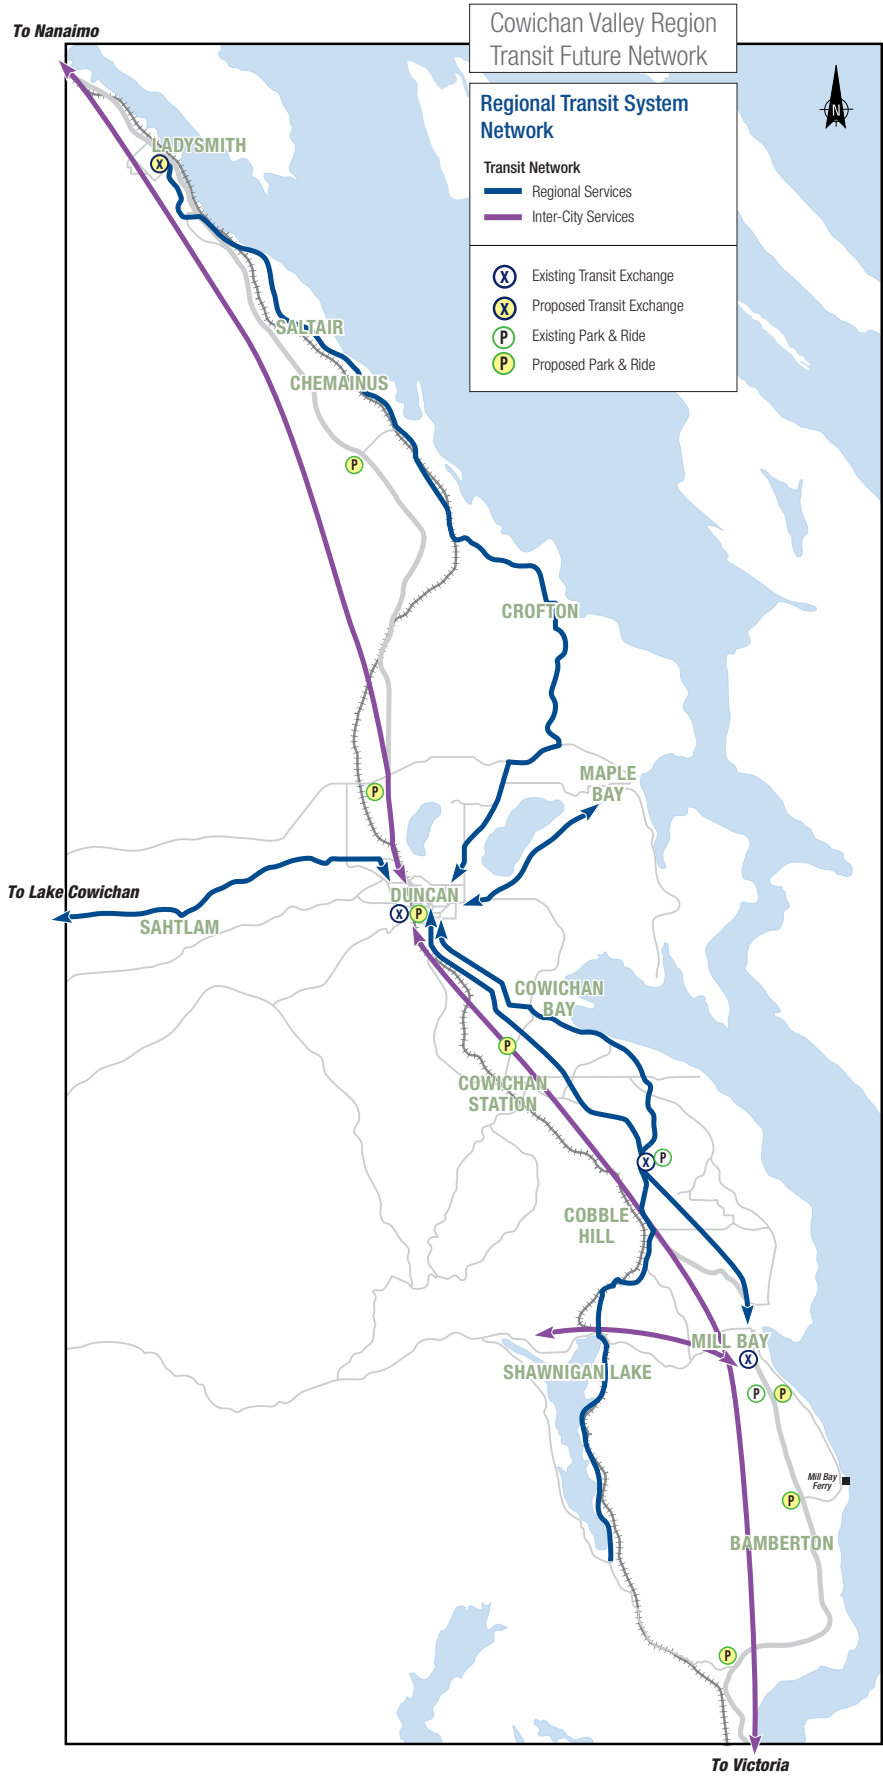 To Nanaimo
Cowichan Valley Region
Transit Future Network
Regional Transit System
Network
Transit Network
Regional Services
Inter-City Services
X Existing Transit Exchange
X Proposed Transit Exchange
P Existing Park & Ride
P Proposed Park & Ride
N
LADYSMITH
X
SALTAIR
CHEMAINUS
P
CROFTON
MAPLE
BAY
P
To Lake Cowichan
DUNCAN
X P
SAHTLAM
COWICHAN
BAY
P
COWICHAN
STATION
X P
COBBLE
HILL
MILL BAY
X
SHAWNIGAN LAKE
P P
Mill Bay
Ferry
P
BAMBERTON
P
To Victoria